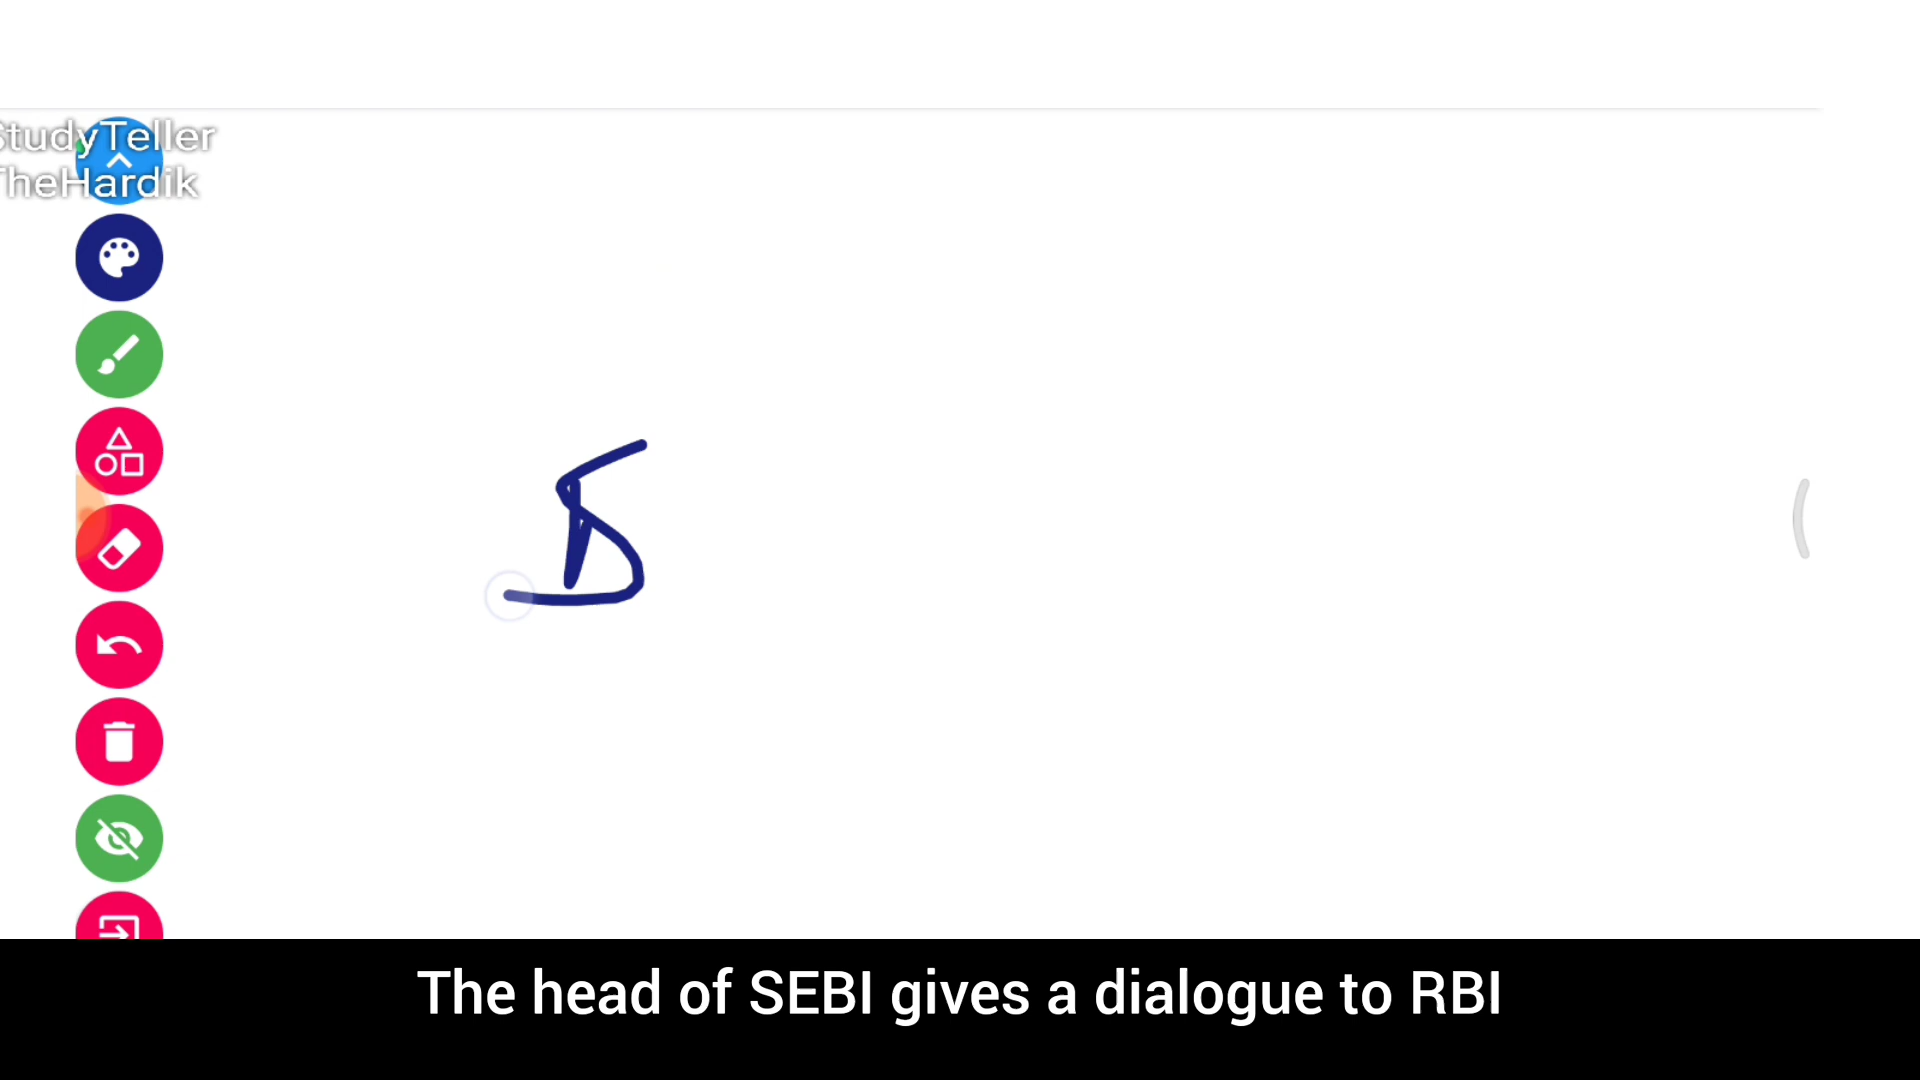 StudyTeller
TheHardik
S
The head of SEBI gives a dialogue to RBI